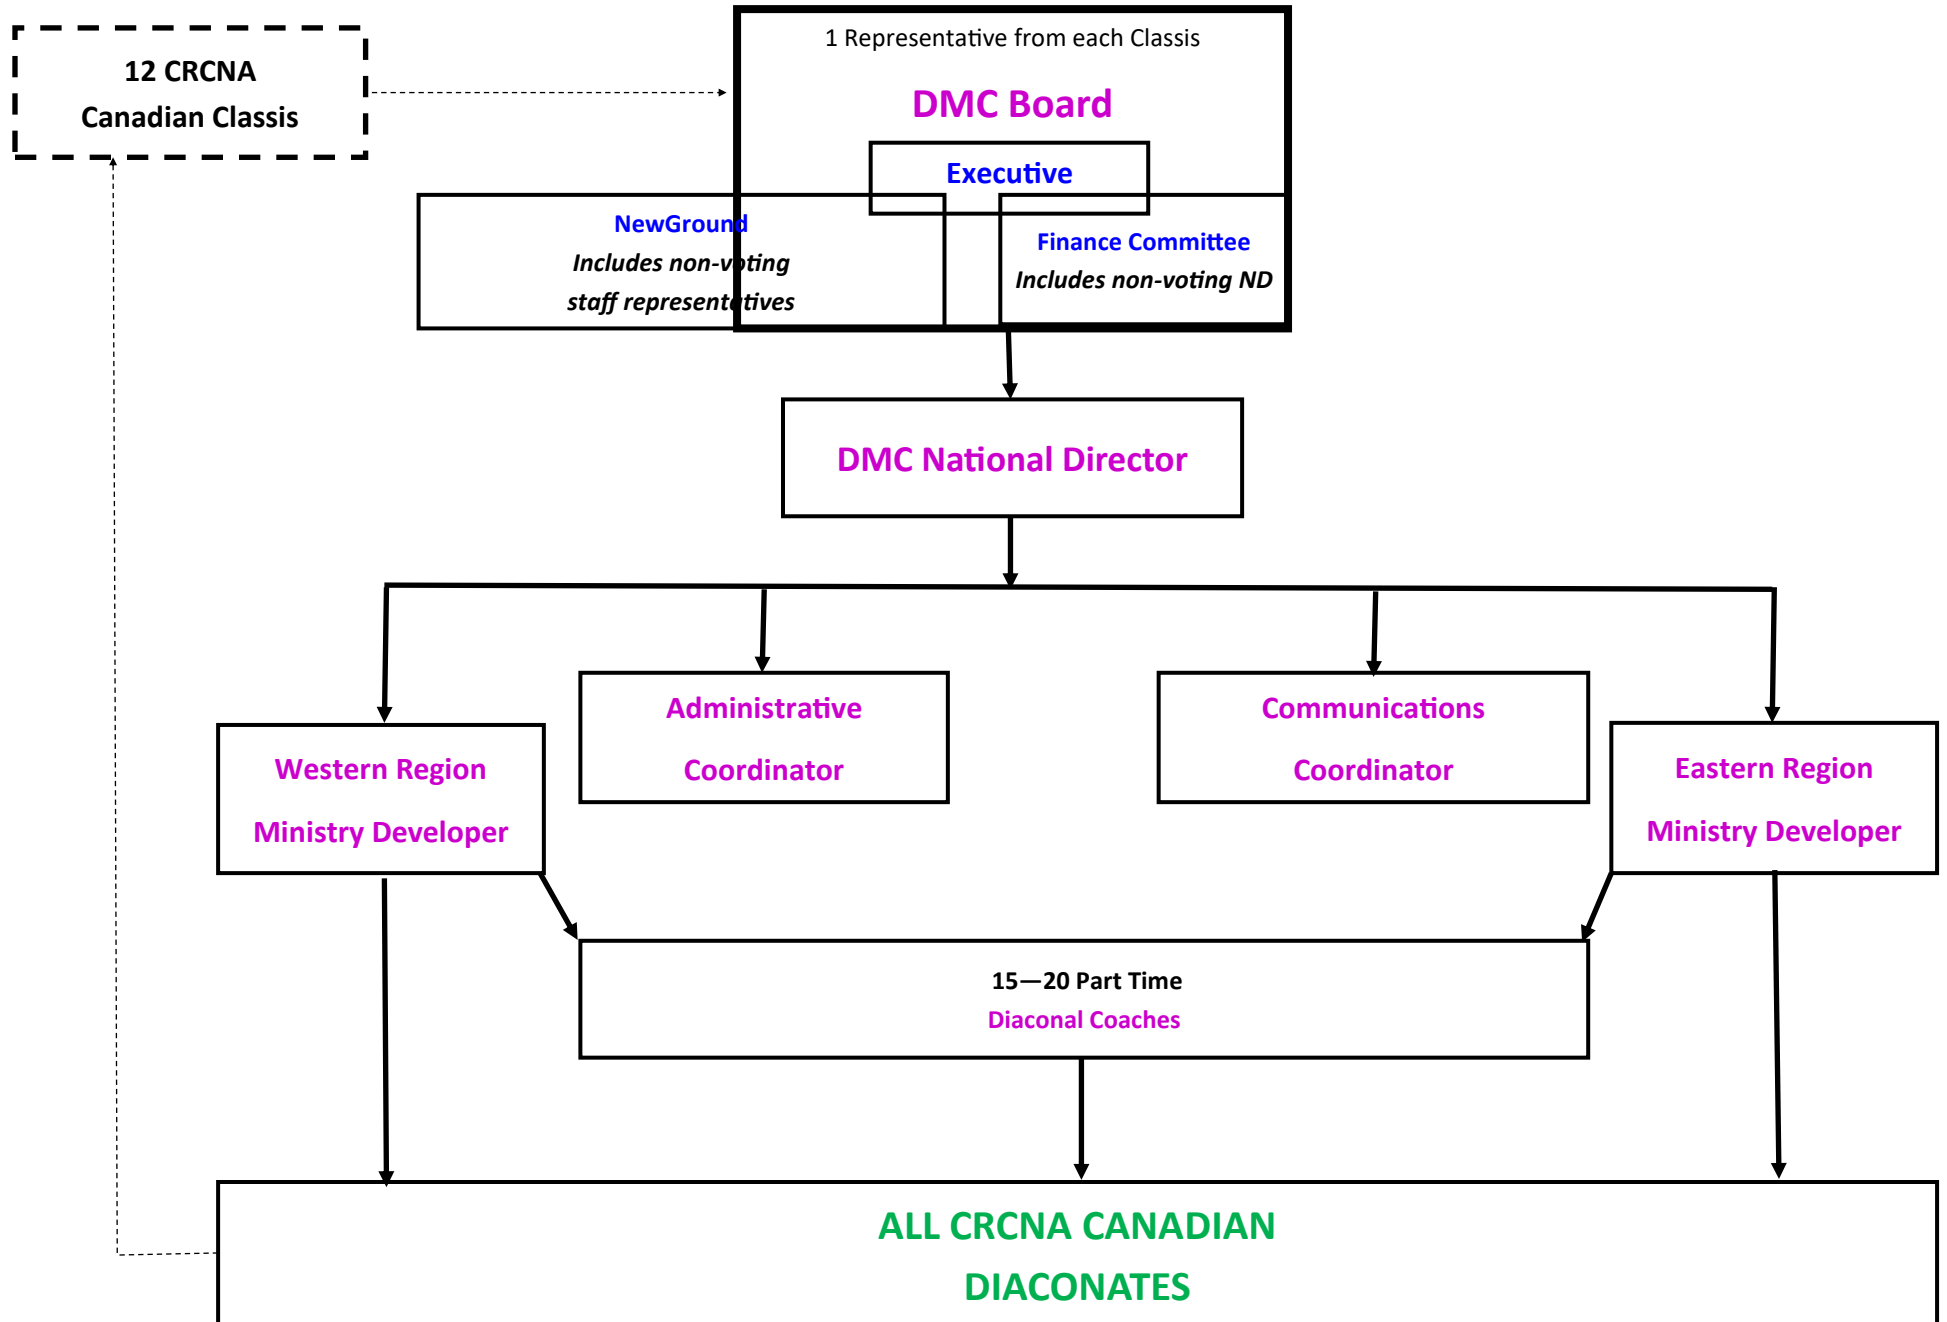 12 CRCNA
Canadian Classis
1 Representative from each Classis
DMC Board
Executive
NewGround
Includes non-voting
staff representatives
Finance Committee
Includes non-voting ND
DMC National Director
Administrative
Coordinator
Communications
Coordinator
Western Region
Ministry Developer
Eastern Region
Ministry Developer
15—20 Part Time
Diaconal Coaches
ALL CRCNA CANADIAN
DIACONATES